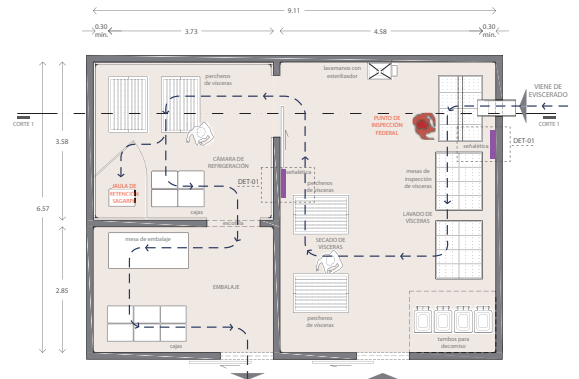 9.11
0.30
min.
3.73
4.58
0.30
min.
lavamanos con
esterilizador
percheros
de vísceras
VIENE DE
EVISCERADO
PUNTO DE
INSPECCIÓN
FEDERAL
CORTE 1
CORTE 1
señalética
DET-01
3.58
CÁMARA DE
REFRIGERACIÓN
señalética
mesas de
inspección
de vísceras
DET-01
percheros
de vísceras
JAULA DE
RETENCIÓN
SAGARPA
6.57
cajas
LAVADO DE
VÍSCERAS
mesa de embalaje
SECADO DE
VÍSCERAS
2.85
EMBALAJE
percheros
de vísceras
cajas
tambos para
decomiso